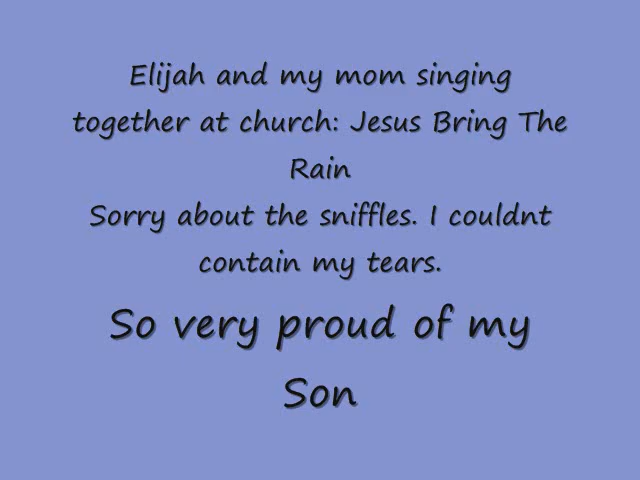 Elijah and my mom singing
together at church: Jesus Bring The
Rain
Sorry about the sniffles. I couldnt
contain my tears.
So very proud of my
Son